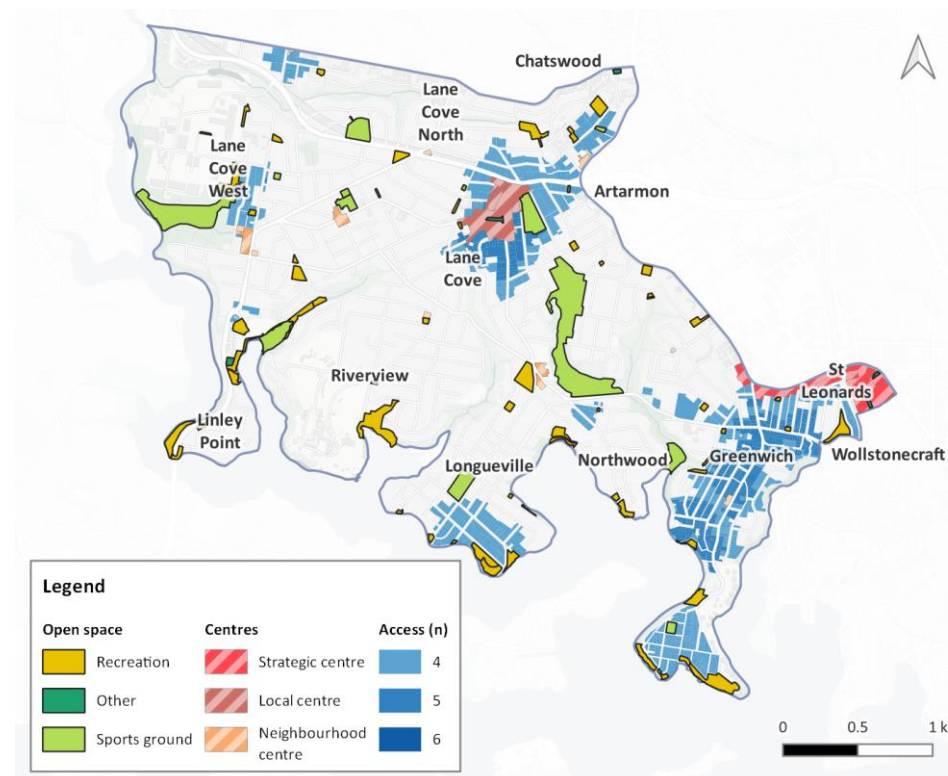 Chatswood
Lane
Cove
North
Lane
Cove
West
Artarmon
Lane
Cove
St
Leonards
Riverview
Linley
Point
Longueville
Northwood
Greenwich
Wollstonecraft
Legend
Open space
Centres
Access (n)
Recreation
Strategic centre
4
Other
Local centre
5
Sports ground
Neighbourhood
centre
6
0 0.5 1 k